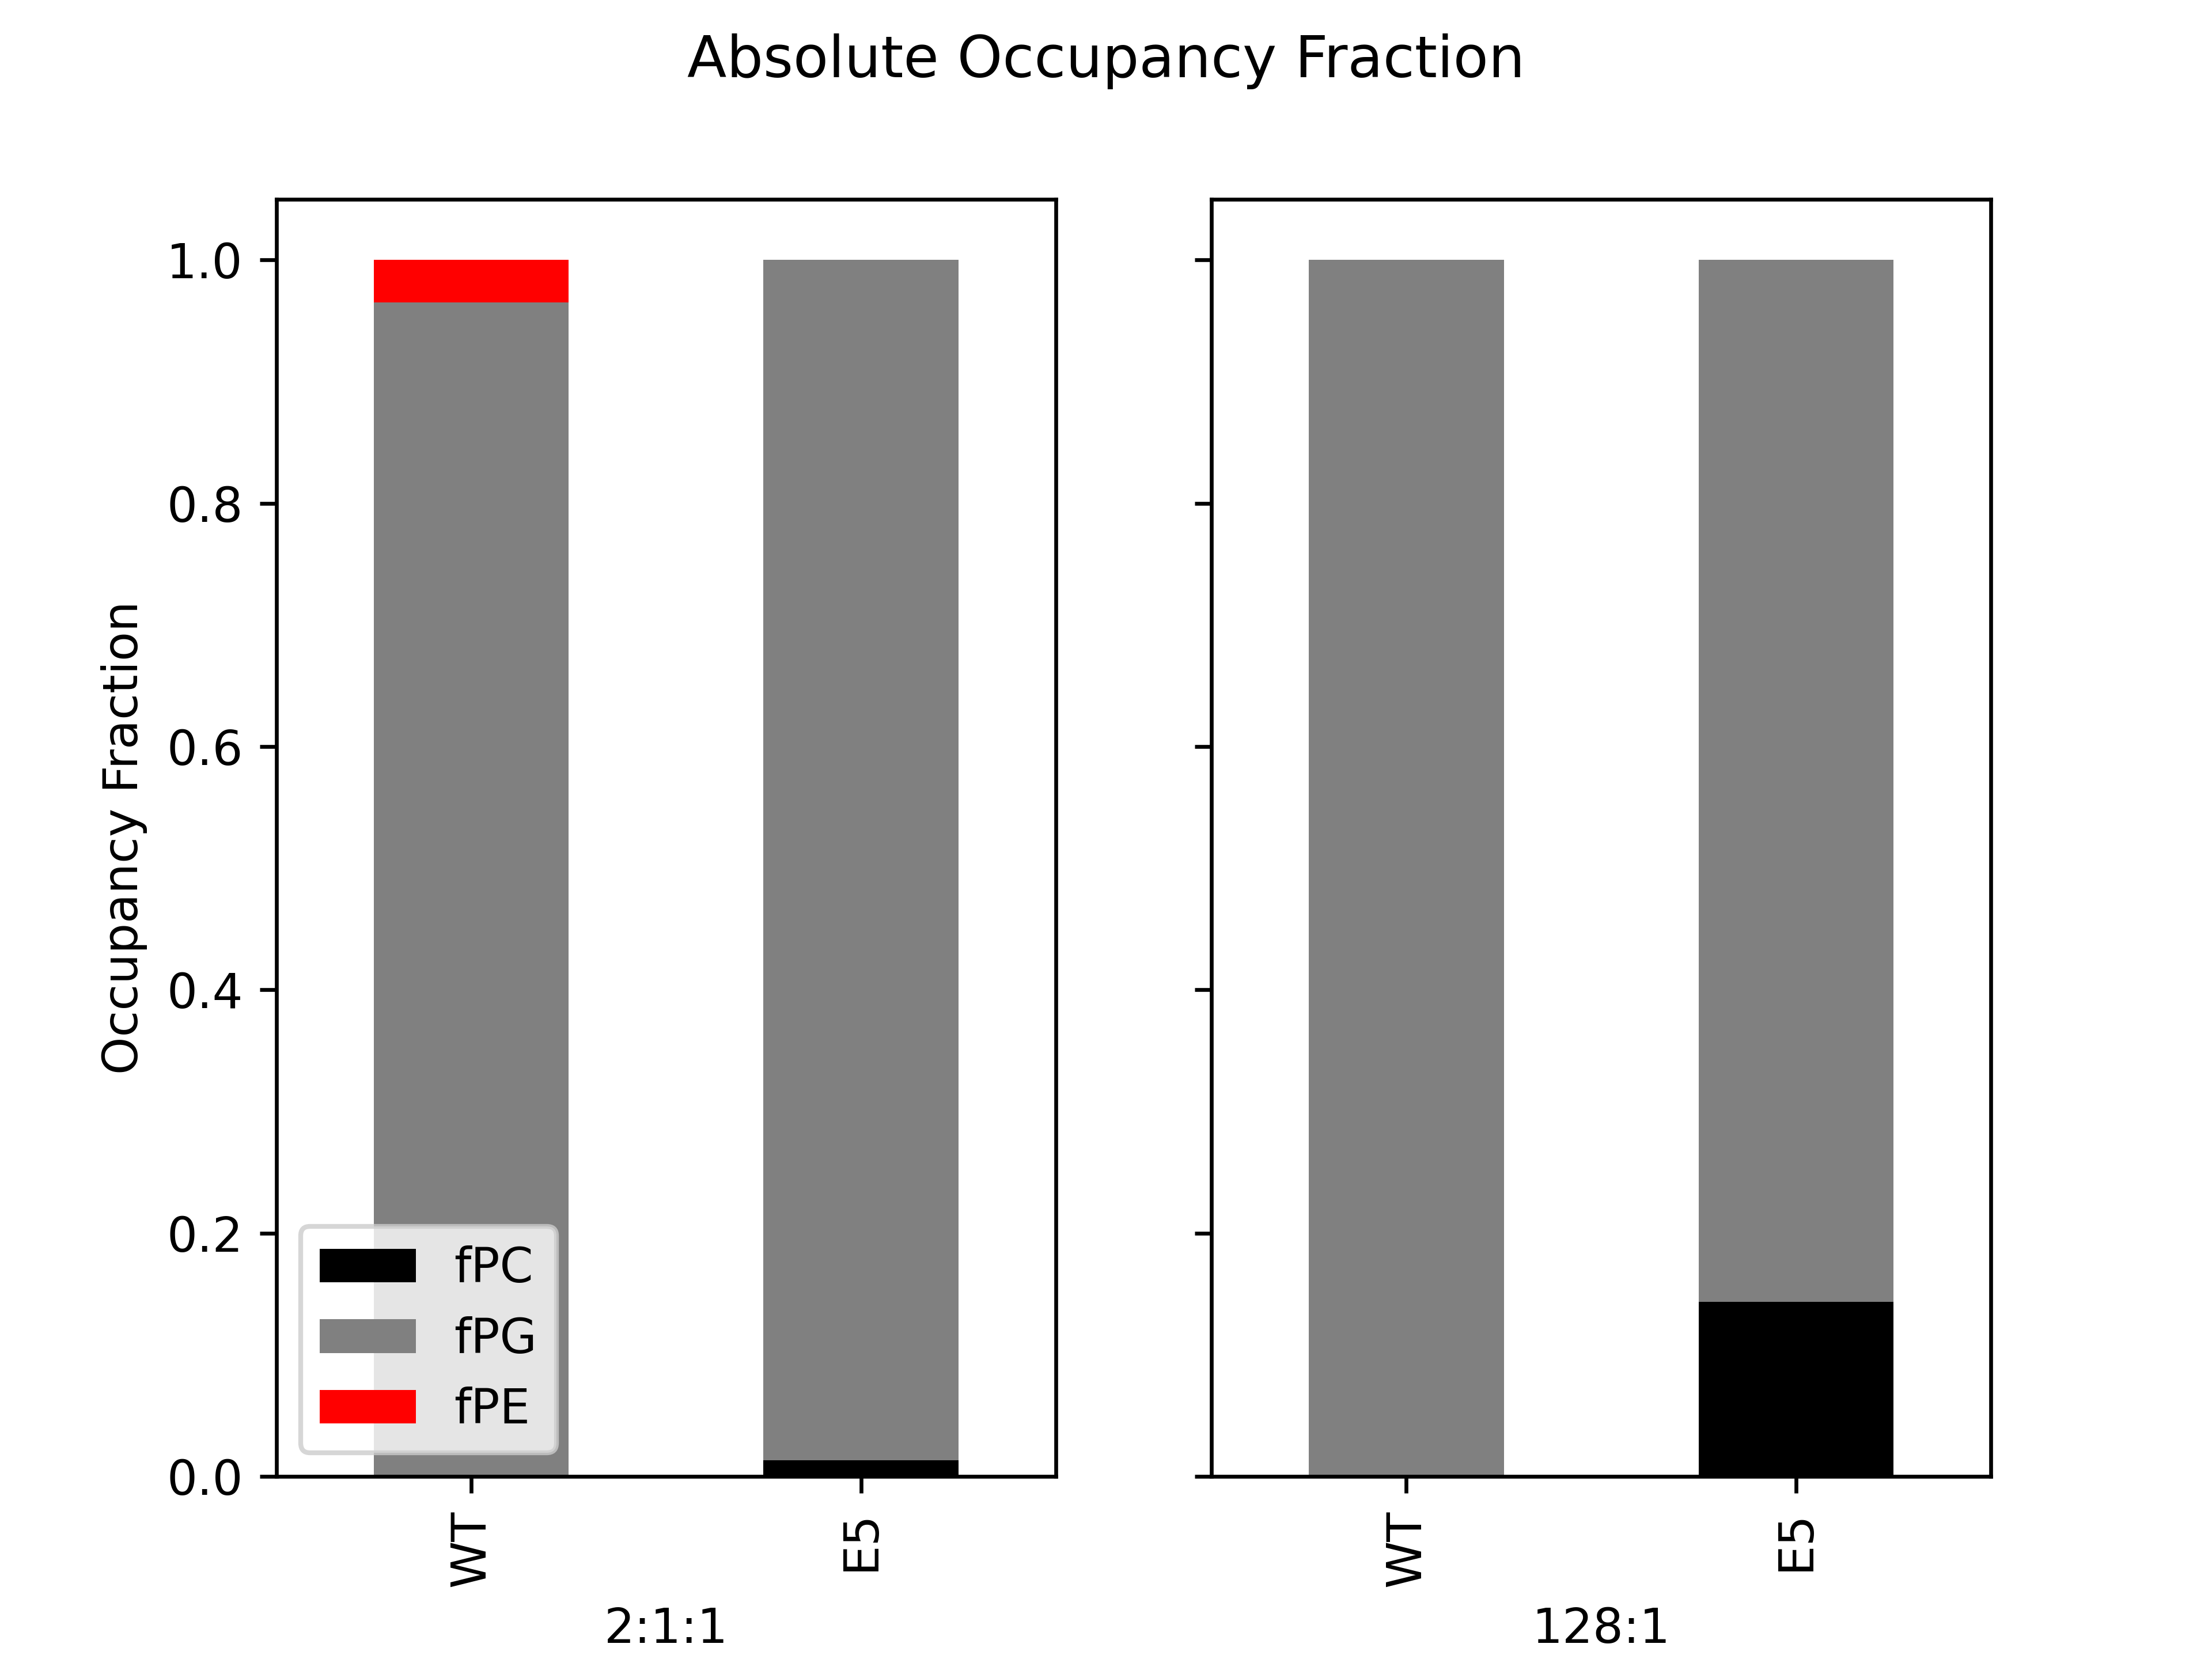 Absolute Occupancy Fraction
Occupancy Fraction
1.0
0.8
0.6
0.4
0.2
0.0
fPC
fPG
fPE
WT
E5
2:1:1
WT
E5
128:1